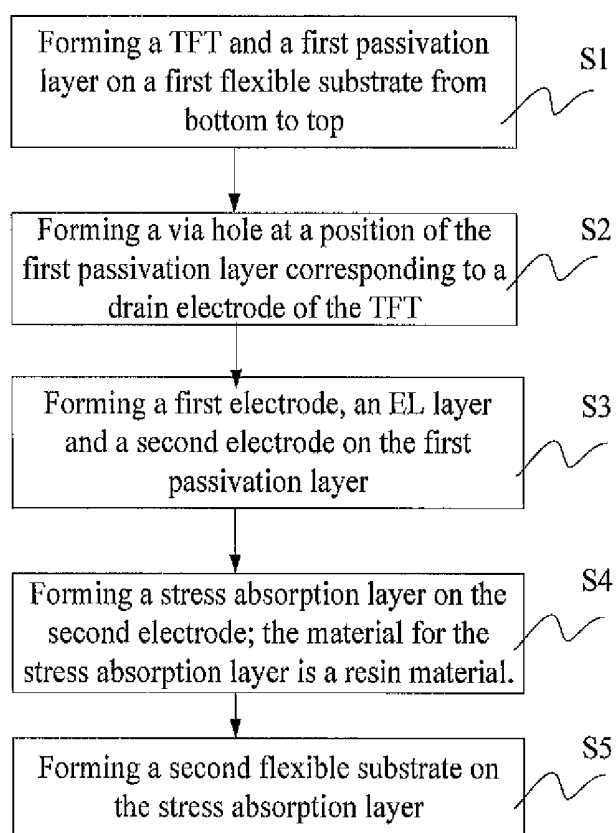 Forming a TFT and a first passivation
layer on a first flexible substrate from
bottom to top
S1
Forming a via hole at a position of the
first passivation layer corresponding to a
drain electrode of the TFT
S2
Forming a first electrode, an EL layer
and a second electrode on the first
passivation layer
S3
Forming a stress absorption layer on the
second electrode; the material for the
stress absorption layer is a resin material.
S4
Forming a second flexible substrate on
the stress absorption layer
S5